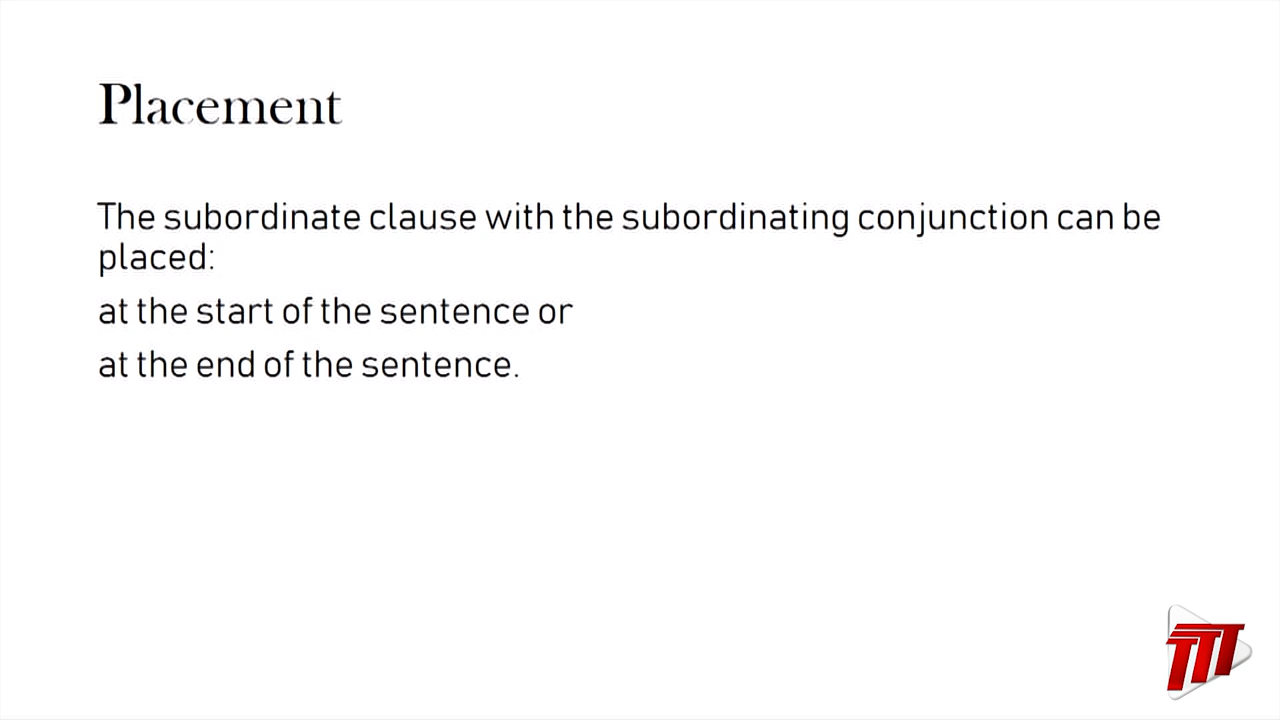 Placement
The subordinate clause with the subordinating conjunction can be
placed:
at the start of the sentence or
at the end of the sentence.
TTT